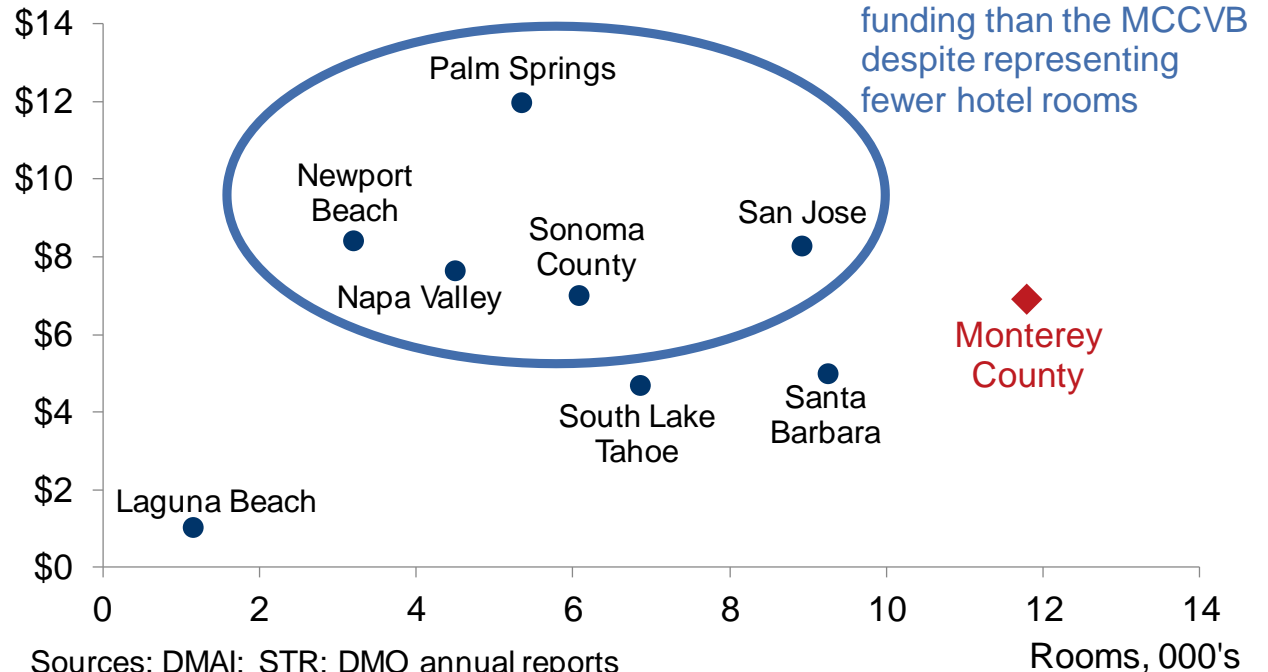 $14
funding than the MCCVB
despite representing
fewer hotel rooms
Palm Springs
$12
Newport
Beach
$10
Sonoma
County
San Jose
$8
Napa Valley
$6
Monterey
County
$4
South Lake
Tahoe
Santa
Barbara
$2
Laguna Beach
$0
0 2 4 6 8 10 12 14
Rooms, 000's
Sources: DMAI; STR; DMO annual reports